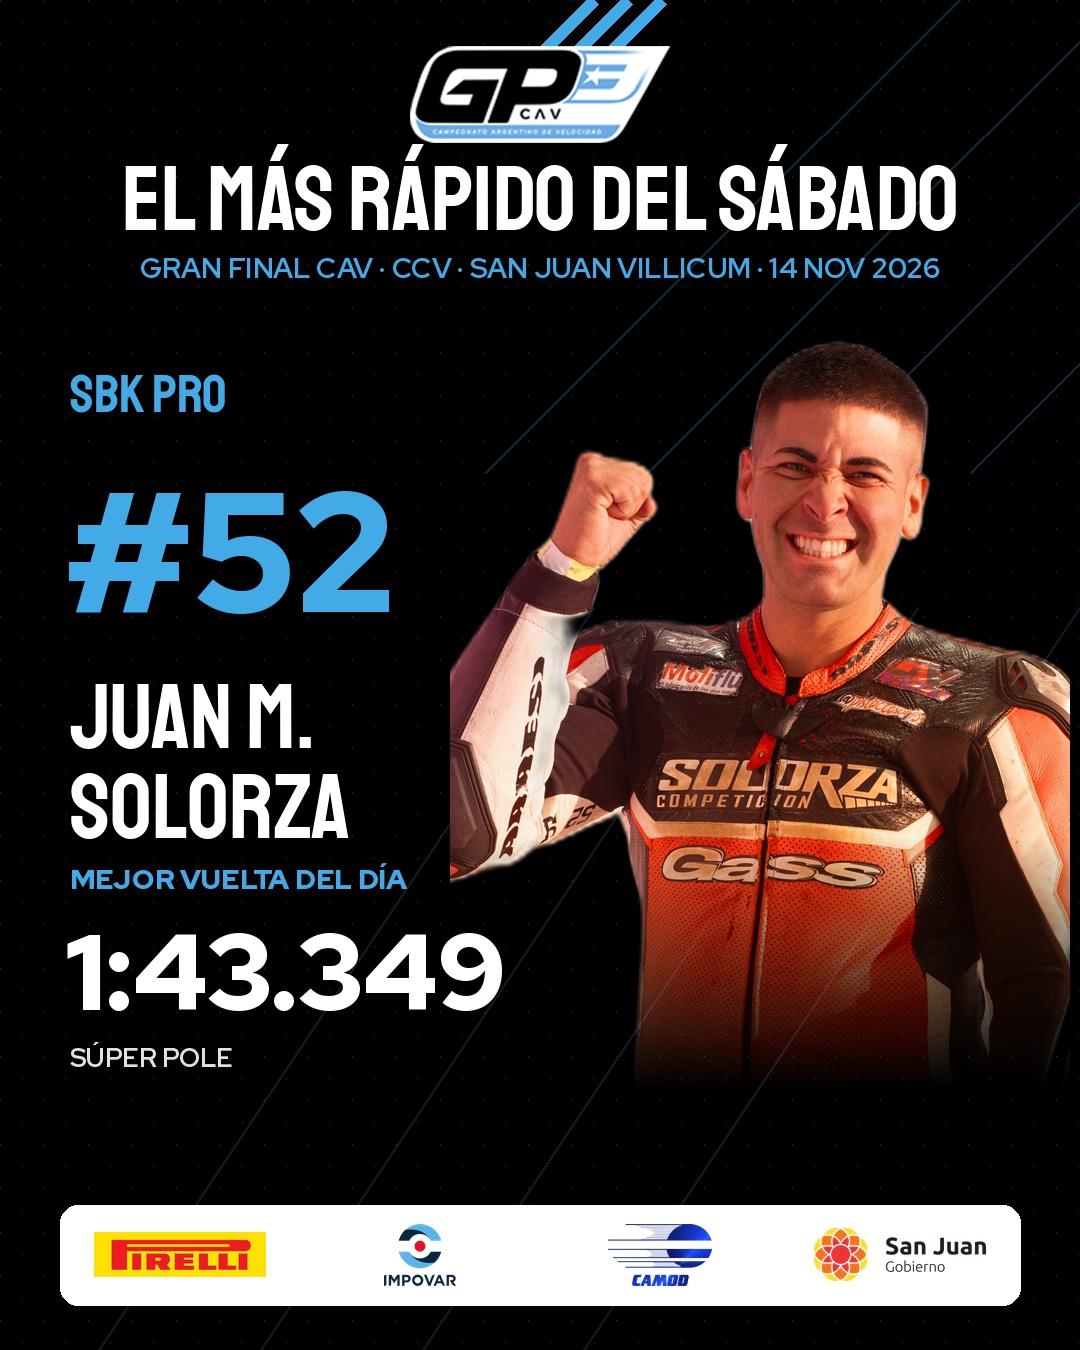 GP3
CAV
CAMPEONATO ARGENTINO DE VELOCIDAD
EL MÁS RÁPIDO DEL SÁBADO
GRAN FINAL CAV · CCV · SAN JUAN VILLICUM · 14 NOV 2026
SBK PRO
#52
JUAN M.
SOLORZA
MEJOR VUELTA DEL DÍA
1:43.349
SÚPER POLE
Motiflu
SOLORZA
COMPETICION
Gass
52
PIRELLI
IMPOVAR
CAMOD
San Juan
Gobierno